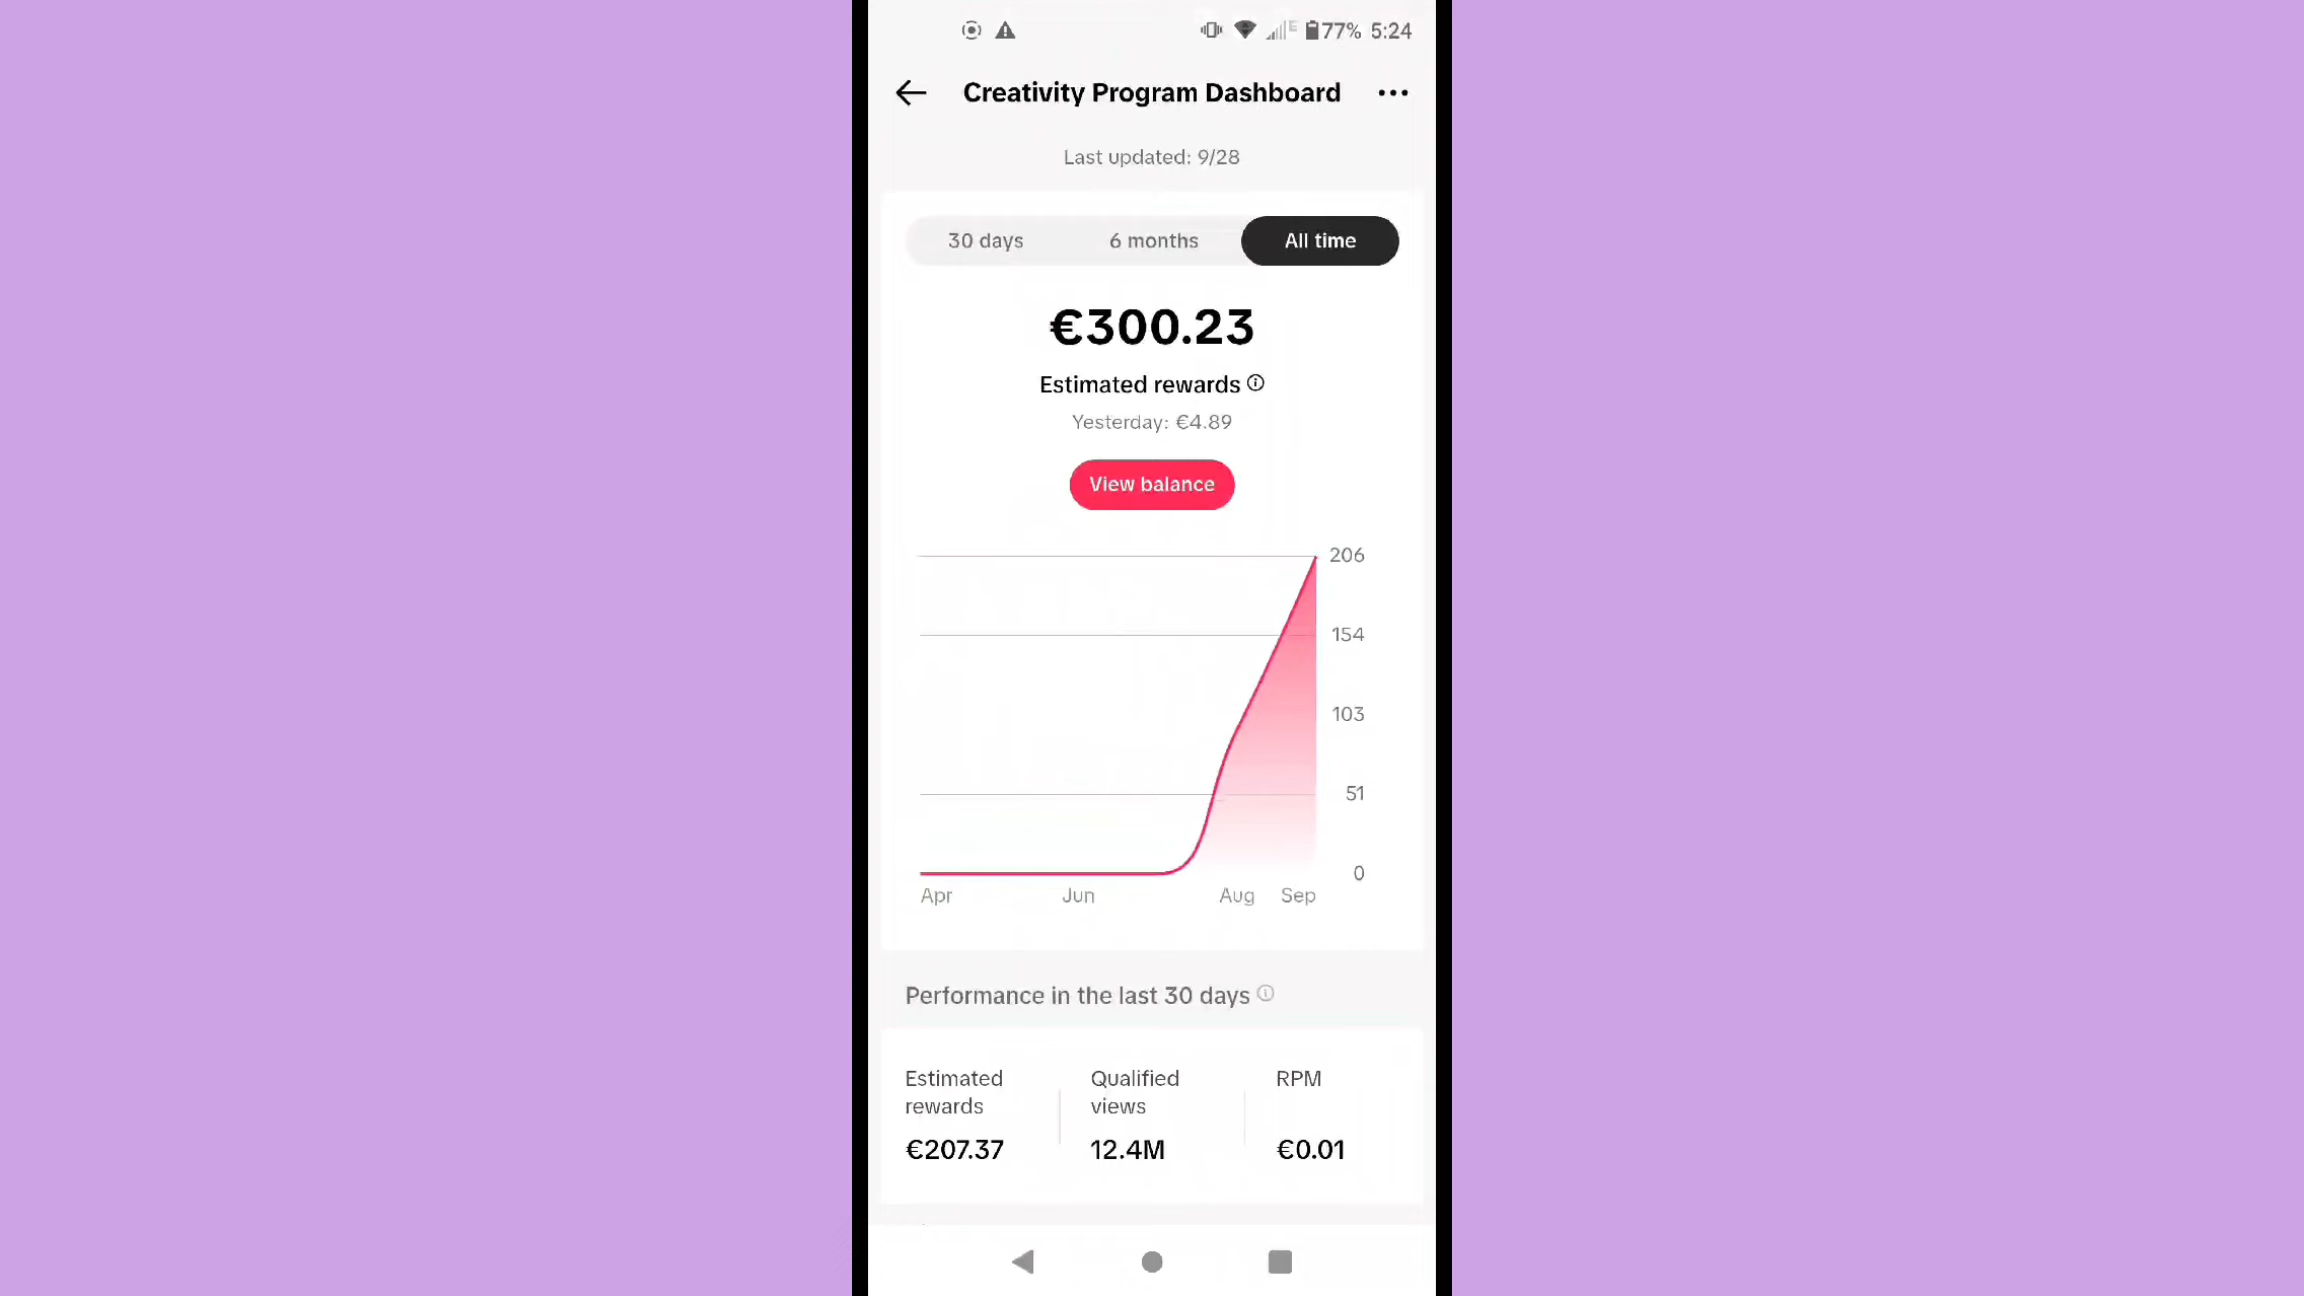 77% 5:24
Creativity Program Dashboard
Last updated: 9/28
30 days 6 months All time
€300.23
Estimated rewards
Yesterday: €4.89
View balance
206
154
103
51
0
Apr Jun Aug Sep
Performance in the last 30 days
Estimated rewards
€207.37
Qualified views
12.4M
RPM
€0.01